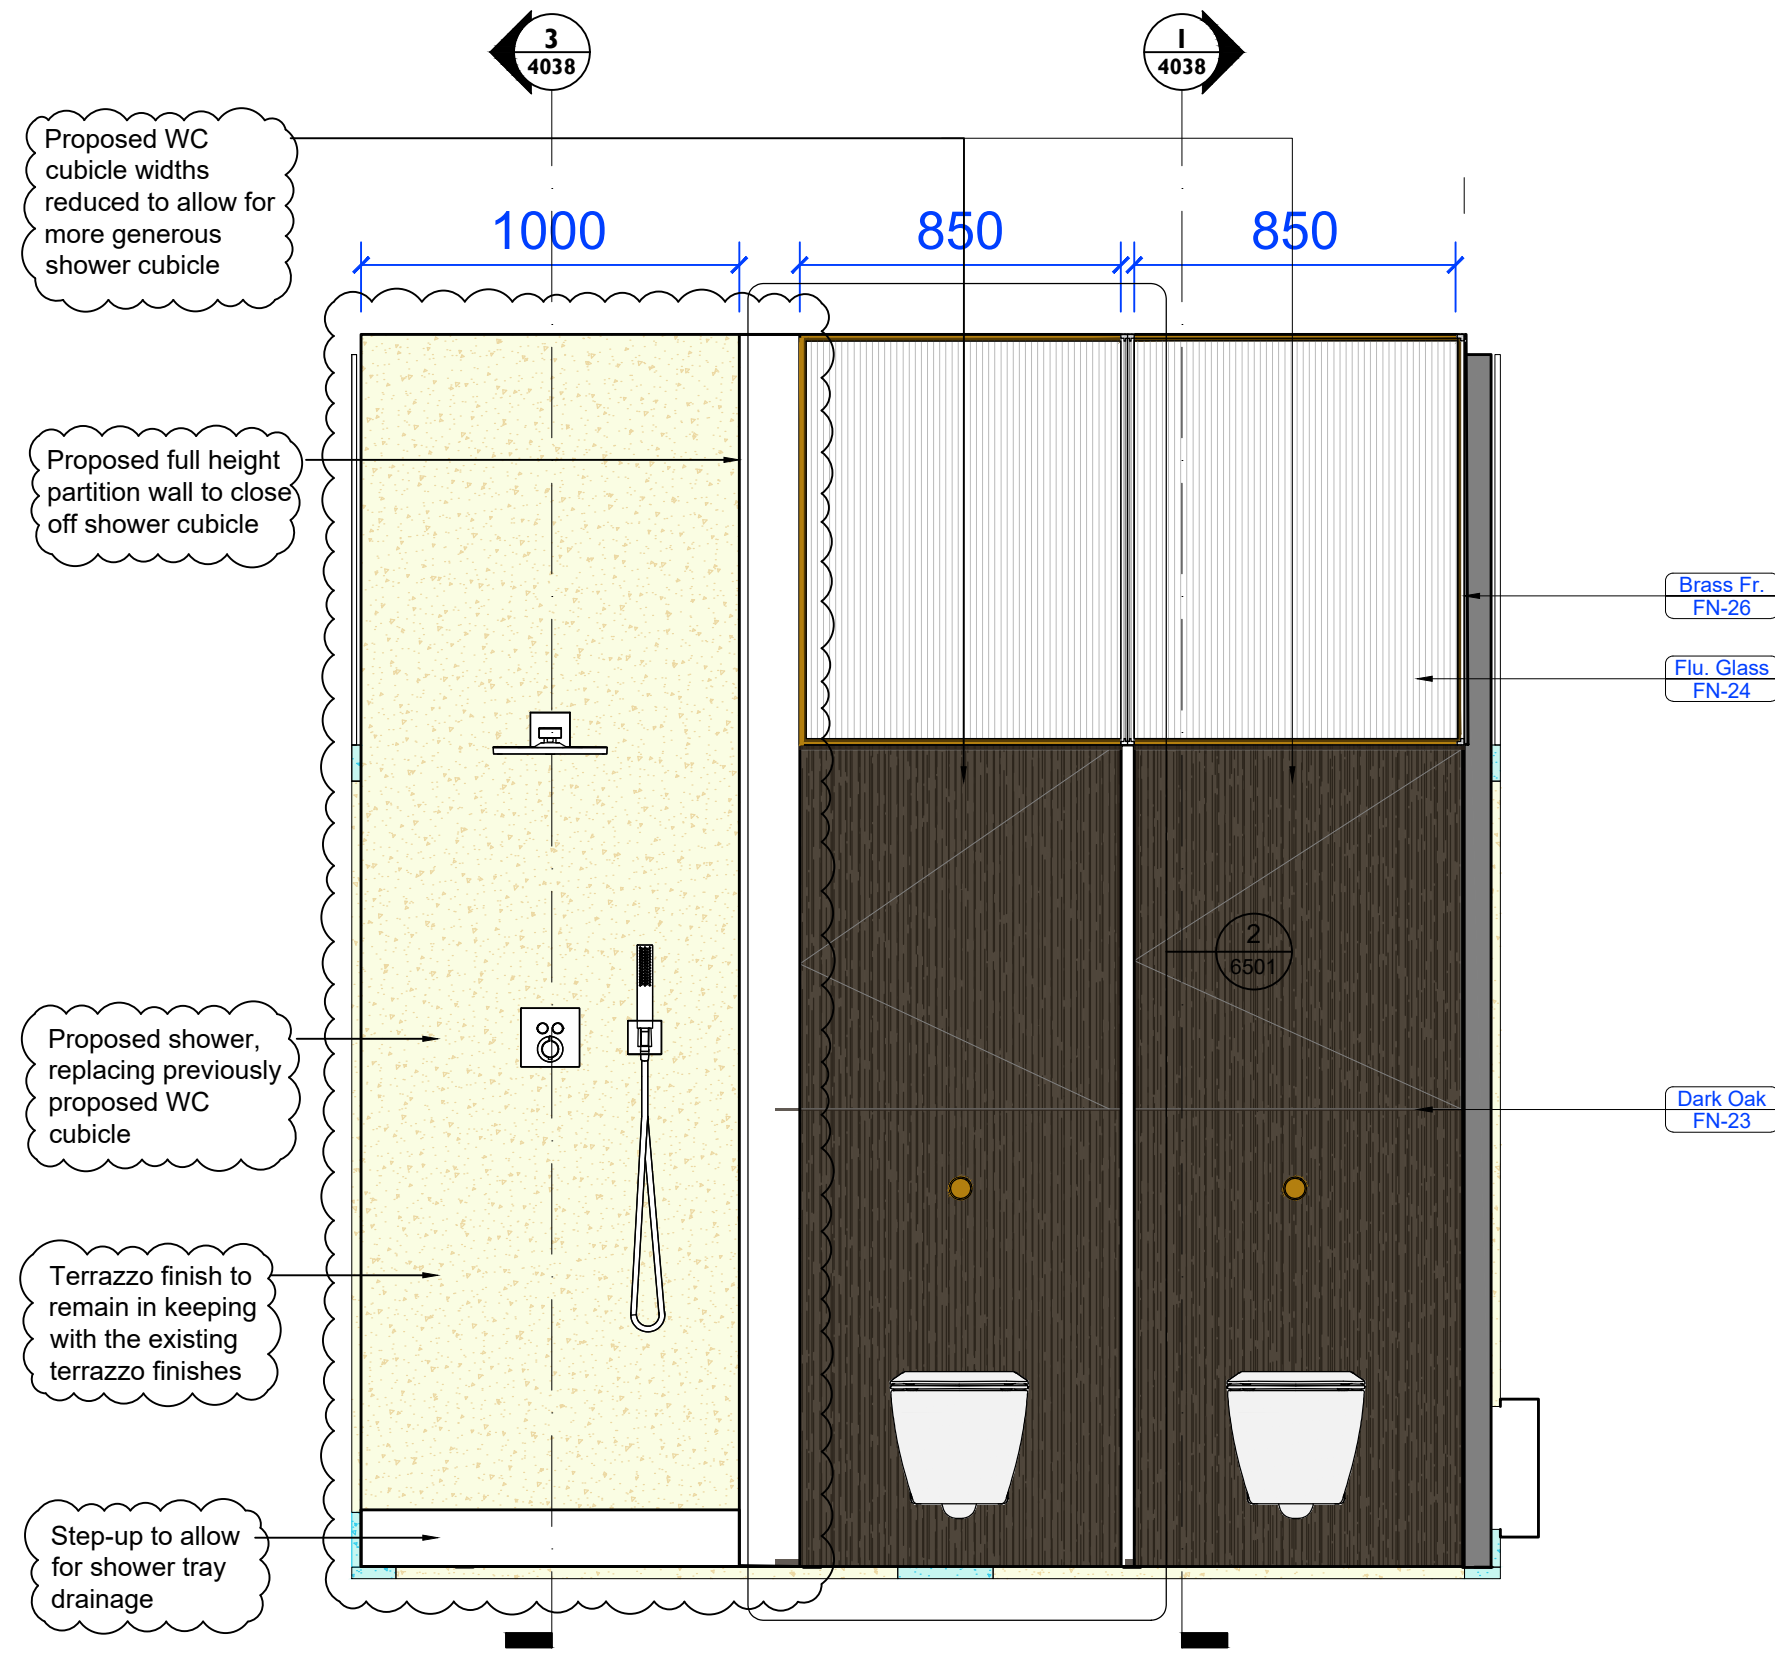 3
4038
I
4038
Proposed WC
cubicle widths
reduced to allow for
more generous
shower cubicle
1000
850
850
Proposed full height
partition wall to close
off shower cubicle
Brass Fr.
FN-26
Flu. Glass
FN-24
2
6501
Proposed shower,
replacing previously
proposed WC
cubicle
Dark Oak
FN-23
Terrazzo finish to
remain in keeping
with the existing
terrazzo finishes
Step-up to allow
for shower tray
drainage